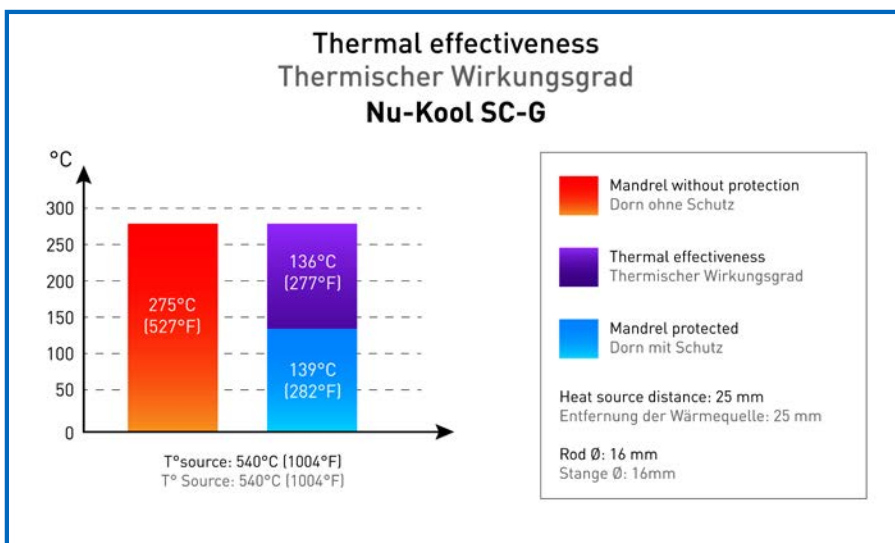 Thermal effectiveness
Thermischer Wirkungsgrad
Nu-Kool SC-G
°C
300
250
200
150
100
50
0
275°C
(527°F)
136°C
(277°F)
139°C
(282°F)
T°source: 540°C (1004°F)
T° Source: 540°C (1004°F)
Mandrel without protection
Dorn ohne Schutz
Thermal effectiveness
Thermischer Wirkungsgrad
Mandrel protected
Dorn mit Schutz
Heat source distance: 25 mm
Entfernung der Wärmequelle: 25 mm
Rod Ø: 16 mm
Stange Ø: 16mm